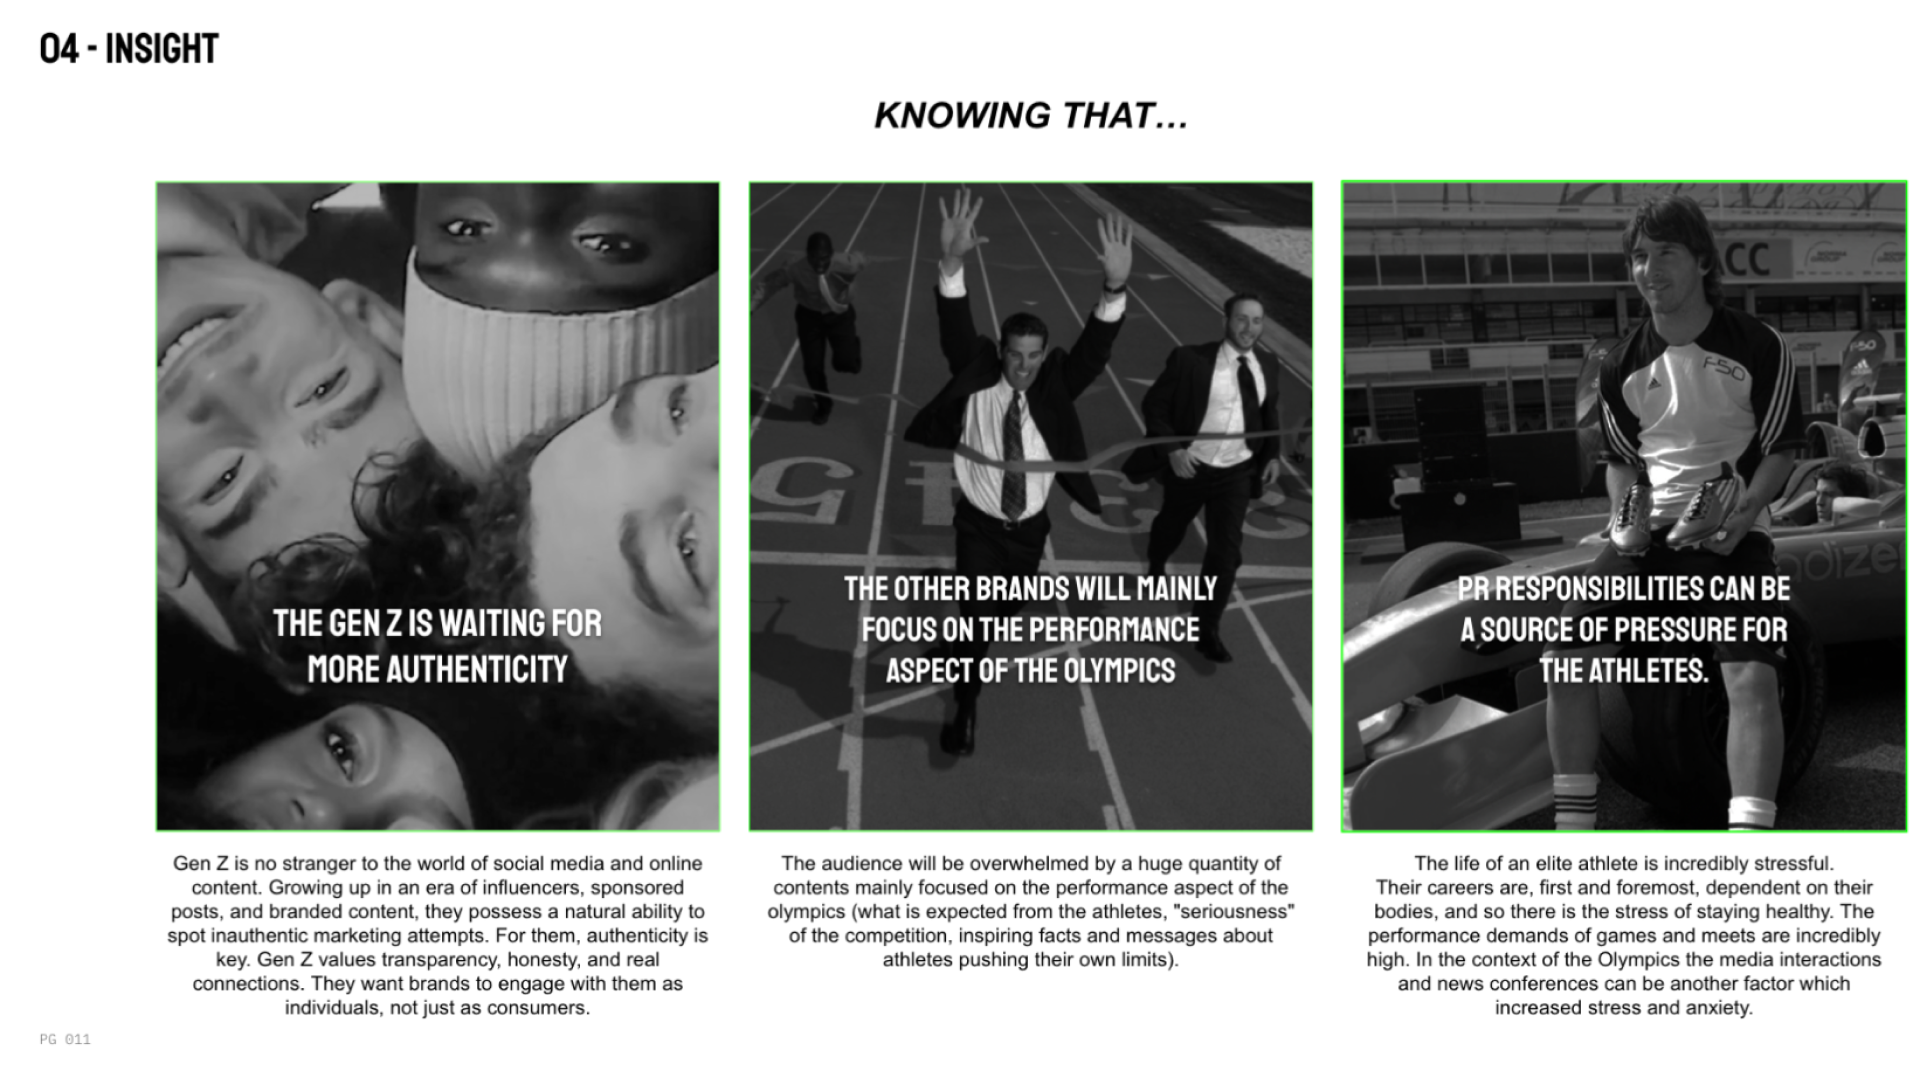 04 - INSIGHT
KNOWING THAT...
THE GEN Z IS WAITING FOR
MORE AUTHENTICITY
5 4 3 2
THE OTHER BRANDS WILL MAINLY
FOCUS ON THE PERFORMANCE
ASPECT OF THE OLYMPICS
ACC
F50
F50
adidas
PR RESPONSIBILITIES CAN BE
A SOURCE OF PRESSURE FOR
THE ATHLETES.
Gen Z is no stranger to the world of social media and online
content. Growing up in an era of influencers, sponsored
posts, and branded content, they possess a natural ability to
spot inauthentic marketing attempts. For them, authenticity is
key. Gen Z values transparency, honesty, and real
connections. They want brands to engage with them as
individuals, not just as consumers.
The audience will be overwhelmed by a huge quantity of
contents mainly focused on the performance aspect of the
olympics (what is expected from the athletes, "seriousness"
of the competition, inspiring facts and messages about
athletes pushing their own limits).
The life of an elite athlete is incredibly stressful.
Their careers are, first and foremost, dependent on their
bodies, and so there is the stress of staying healthy. The
performance demands of games and meets are incredibly
high. In the context of the Olympics the media interactions
and news conferences can be another factor which
increased stress and anxiety.
PG 011